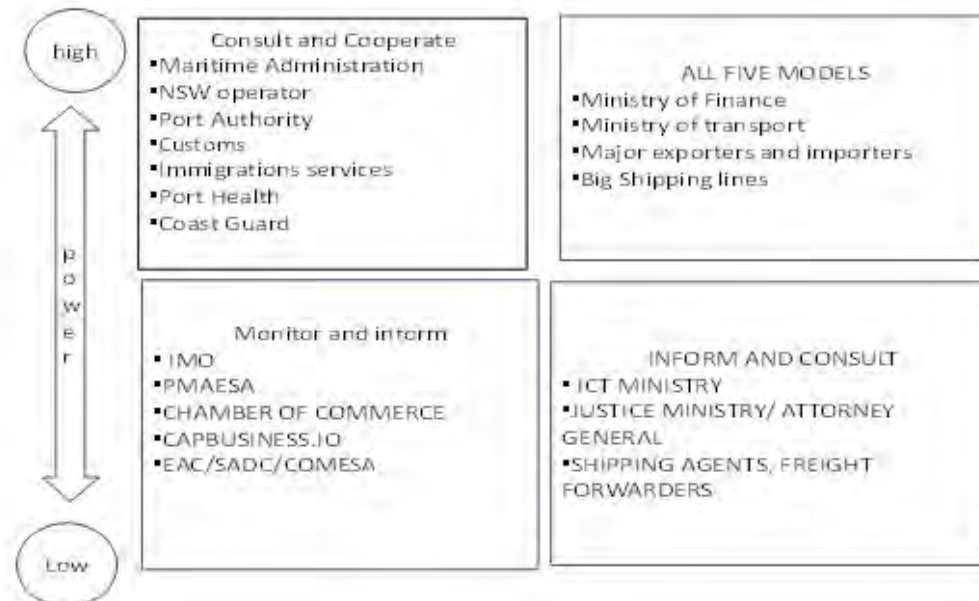 high
Consult and Cooperate
▪Maritime Administration
▪NSW operator
▪Port Authority
▪Customs
▪Immigrations services
▪Port Health
▪Coast Guard
ALL FIVE MODELS
▪Ministry of Finance
▪Ministry of transport
▪Major exporters and importers
▪Big Shipping lines
power
Monitor and inform
▪ IMO
▪PMAESA
▪CHAMBER OF COMMERCE
▪CAPBUSINESS.IO
▪EAC/SADC/COMESA
INFORM AND CONSULT
▪ ICT MINISTRY
▪JUSTICE MINISTRY/ ATTORNEY
GENERAL
▪SHIPPING AGENTS, FREIGHT
FORWARDERS
Low